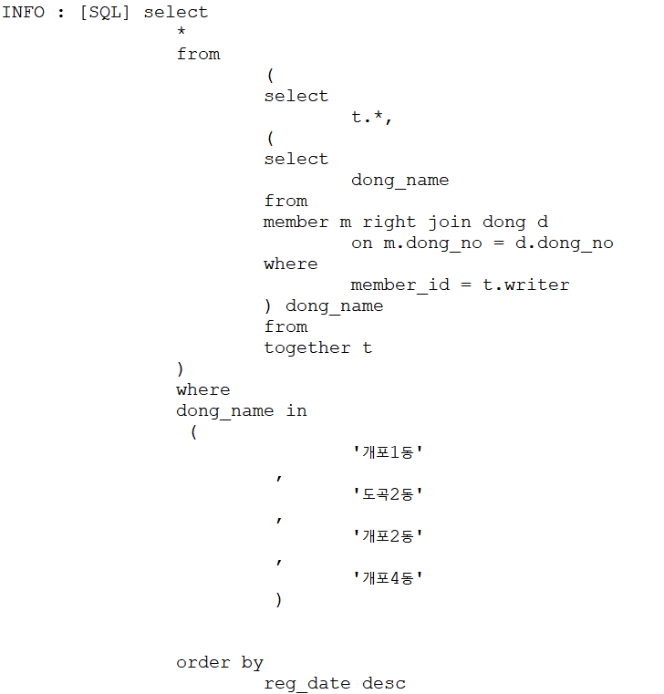 INFO : [SQL] select
*
from
(
select
t.*,
(
select
dong_name
from
member m right join dong d
on m.dong_no = d.dong_no
where
member_id = t.writer
) dong_name
from
together t
)
where
dong_name in
(
'개포1동'
,
'도곡2동'
,
'개포2동'
,
'개포4동'
)
order by
reg_date desc